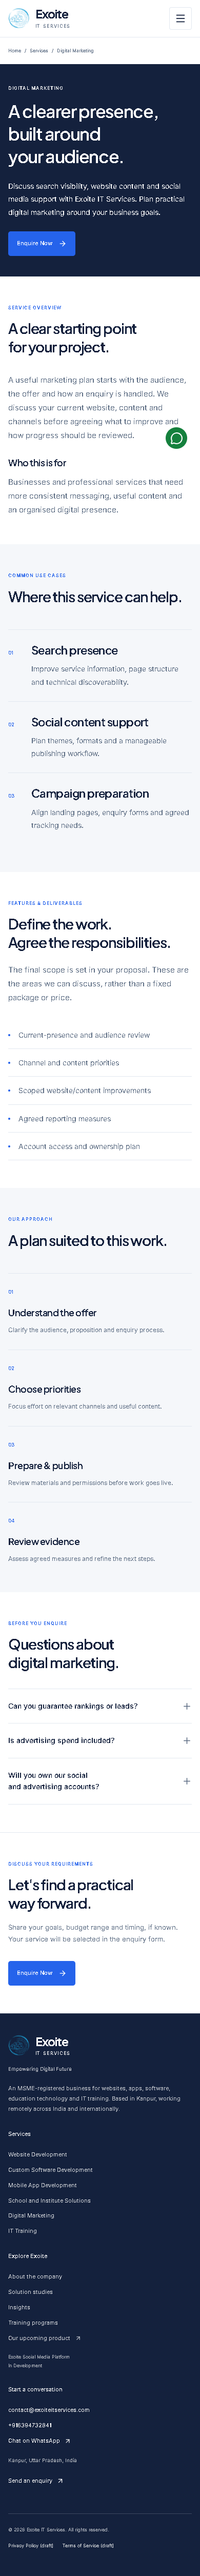 Exoite
IT SERVICES
Home / Services / Digital Marketing
DIGITAL MARKETING
A clearer presence,
built around
your audience.
Discuss search visibility, website content and social
media support with Exoite IT Services. Plan practical
digital marketing around your business goals.
Enquire Now →
SERVICE OVERVIEW
A clear starting point
for your project.
A useful marketing plan starts with the audience,
the offer and how an enquiry is handled. We
discuss your current website, content and
channels before agreeing what to improve and
how progress should be reviewed.
Who this is for
Businesses and professional services that need
more consistent messaging, useful content and
an organised digital presence.
COMMON USE CASES
Where this service can help.
01
Search presence
Improve service information, page structure
and technical discoverability.
02
Social content support
Plan themes, formats and a manageable
publishing workflow.
03
Campaign preparation
Align landing pages, enquiry forms and agreed
tracking needs.
FEATURES & DELIVERABLES
Define the work.
Agree the responsibilities.
The final scope is set in your proposal. These are
the areas we can discuss, rather than a fixed
package or price.
• Current-presence and audience review
• Channel and content priorities
• Scoped website/content improvements
• Agreed reporting measures
• Account access and ownership plan
OUR APPROACH
A plan suited to this work.
01
Understand the offer
Clarify the audience, proposition and enquiry process.
02
Choose priorities
Focus effort on relevant channels and useful content.
03
Prepare & publish
Review materials and permissions before work goes live.
04
Review evidence
Assess agreed measures and refine the next steps.
BEFORE YOU ENQUIRE
Questions about
digital marketing.
Can you guarantee rankings or leads? +
Is advertising spend included? +
Will you own our social
and advertising accounts? +
DISCUSS YOUR REQUIREMENTS
Let's find a practical
way forward.
Share your goals, budget range and timing, if known.
Your service will be selected in the enquiry form.
Enquire Now →
Exoite
IT SERVICES
Empowering Digital Future
An MSME-registered business for websites, apps, software,
education technology and IT training. Based in Kanpur, working
remotely across India and internationally.
Services
Website Development
Custom Software Development
Mobile App Development
School and Institute Solutions
Digital Marketing
IT Training
Explore Exoite
About the company
Solution studies
Insights
Training programs
Our upcoming product ↗
Exoite Social Media Platform
In Development
Start a conversation
contact@exoiteitservices.com
+916394732841
Chat on WhatsApp ↗
Kanpur, Uttar Pradesh, India
Send an enquiry ↗
© 2026 Exoite IT Services. All rights reserved.
Privacy Policy (draft) Terms of Service (draft)